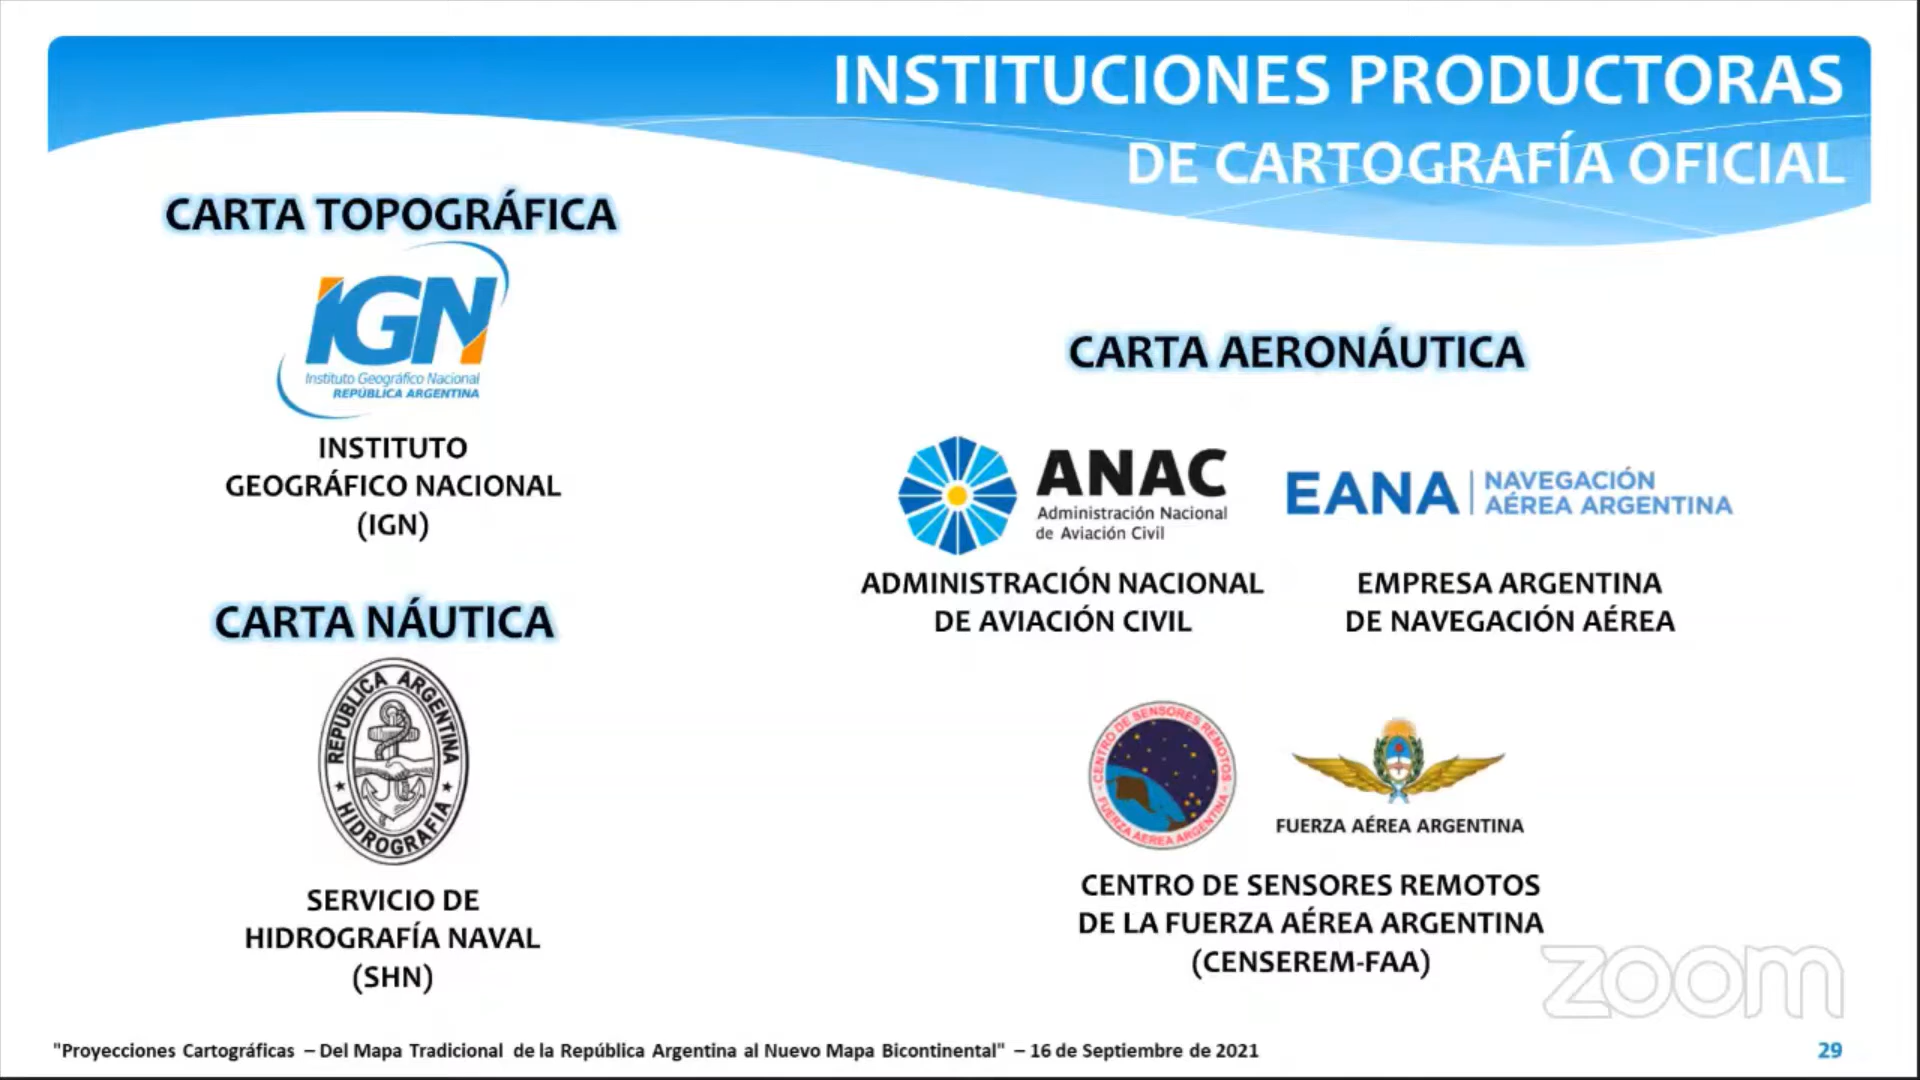 INSTITUCIONES PRODUCTORAS
DE CARTOGRAFÍA OFICIAL
CARTA TOPOGRÁFICA
IGN
Instituto Geográfico Nacional
REPÚBLICA ARGENTINA
INSTITUTO
GEOGRÁFICO NACIONAL
(IGN)
CARTA NÁUTICA
REPUBLICA ARGENTINA
HIDROGRAFIA
SERVICIO DE
HIDROGRAFÍA NAVAL
(SHN)
CARTA AERONÁUTICA
ANAC
Administración Nacional
de Aviación Civil
ADMINISTRACIÓN NACIONAL
DE AVIACIÓN CIVIL
EANA
NAVEGACIÓN
AÉREA ARGENTINA
EMPRESA ARGENTINA
DE NAVEGACIÓN AÉREA
CENTRO DE SENSORES REMOTOS
FUERZA AEREA ARGENTINA
FUERZA AÉREA ARGENTINA
CENTRO DE SENSORES REMOTOS
DE LA FUERZA AÉREA ARGENTINA
(CENSEREM-FAA)
zoom
"Proyecciones Cartográficas – Del Mapa Tradicional de la República Argentina al Nuevo Mapa Bicontinental" – 16 de Septiembre de 2021
29